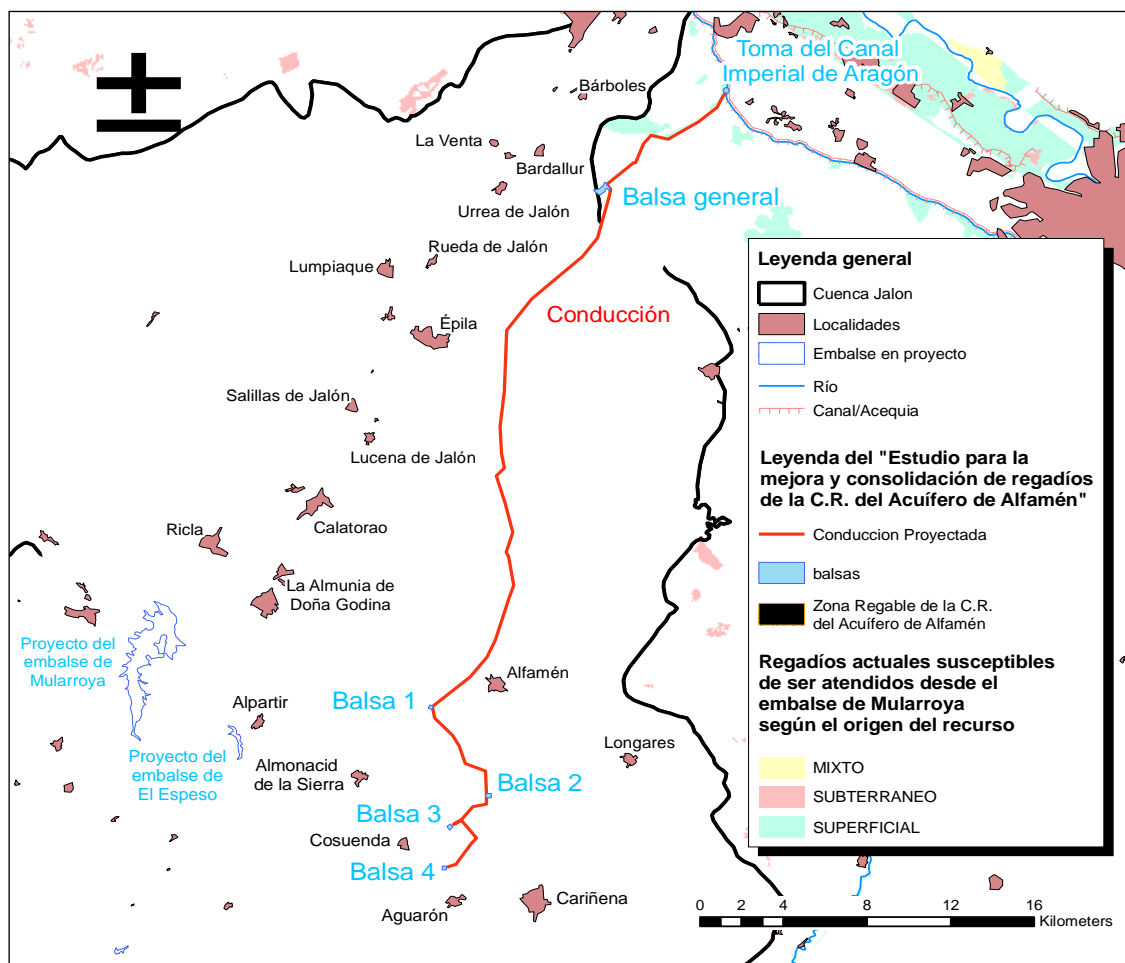 Toma del Canal
Imperial de Aragón
Bárboles
La Venta
Bardallur
Urrea de Jalón
Balsa general
Rueda de Jalón
Lumpiaque
Conducción
Épila
Salillas de Jalón
Lucena de Jalón
Calatorao
Ricla
La Almunia de
Doña Godina
Proyecto del
embalse de
Mularroya
Alfamén
Balsa 1
Alpartir
Proyecto del
embalse de
El Espeso
Almonacid
de la Sierra
Longares
Balsa 2
Balsa 3
Cosuenda
Balsa 4
Aguarón
Cariñena
Leyenda general
Cuenca Jalon
Localidades
Embalse en proyecto
Río
Canal/Acequia
Leyenda del "Estudio para la
mejora y consolidación de regadíos
de la C.R. del Acuífero de Alfamén"
Conduccion Proyectada
balsas
Zona Regable de la C.R.
del Acuífero de Alfamén
Regadíos actuales susceptibles
de ser atendidos desde el
embalse de Mularroya
según el origen del recurso
MIXTO
SUBTERRANEO
SUPERFICIAL
0 2 4 8 12 16
Kilometers